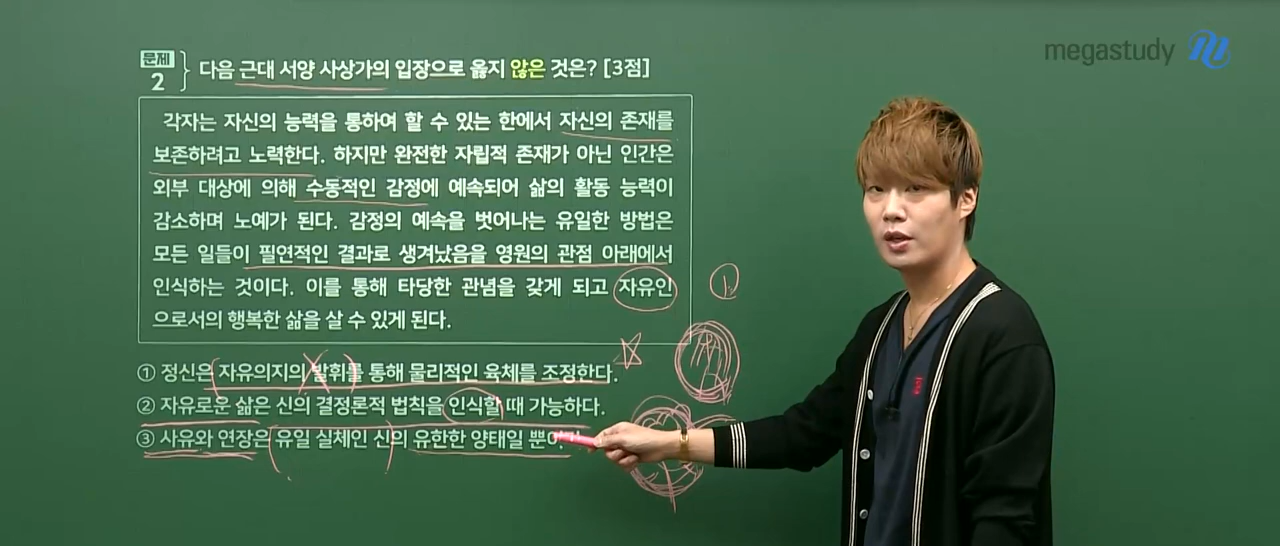 megastudy
문제
2
다음 근대 서양 사상가의 입장으로 옳지 않은 것은? [3점]
각자는 자신의 능력을 통하여 할 수 있는 한에서 자신의 존재를
보존하려고 노력한다. 하지만 완전한 자립적 존재가 아닌 인간은
외부 대상에 의해 수동적인 감정에 예속되어 삶의 활동 능력이
감소하며 노예가 된다. 감정의 예속을 벗어나는 유일한 방법은
모든 일들이 필연적인 결과로 생겨났음을 영원의 관점 아래에서
인식하는 것이다. 이를 통해 타당한 관념을 갖게 되고 자유인
으로서의 행복한 삶을 살 수 있게 된다.
① 정신은 자유의지의 발휘를 통해 물리적인 육체를 조정한다.
② 자유로운 삶은 신의 결정론적 법칙을 인식할 때 가능하다.
③ 사유와 연장은 유일 실체인 신의 유한한 양태일